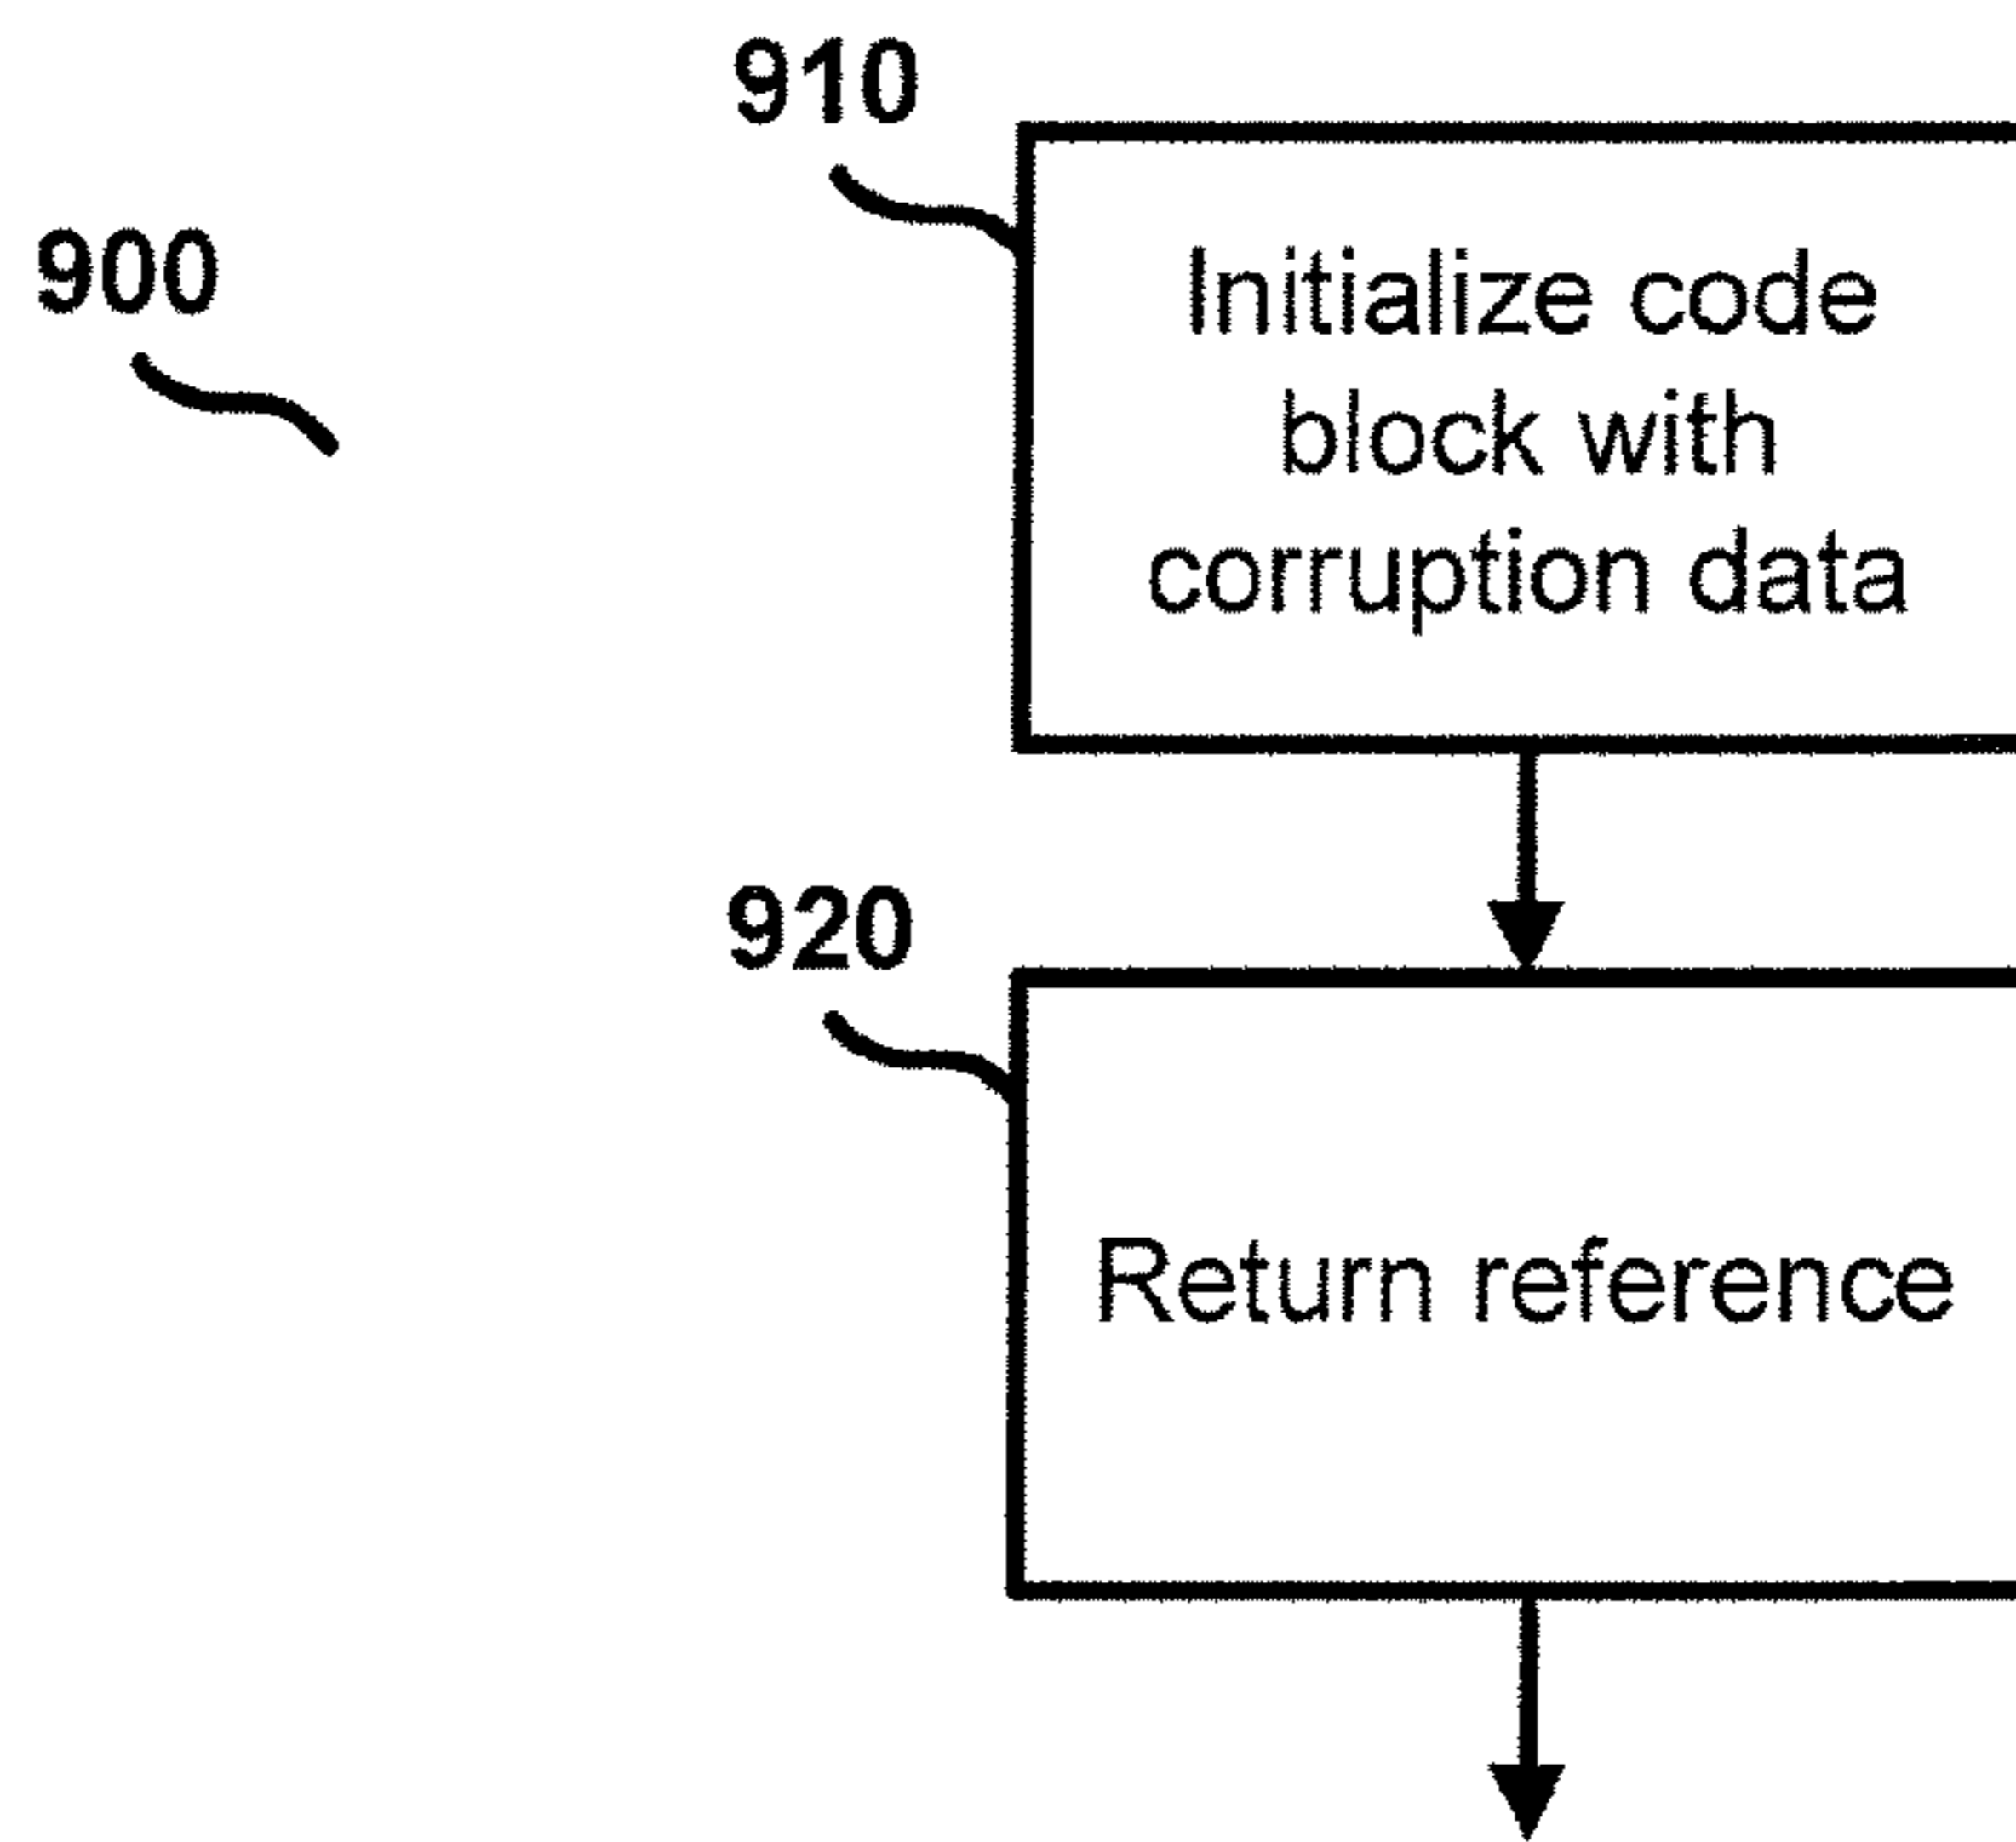 910
900
Initialize code
block with
corruption data
920
Return reference